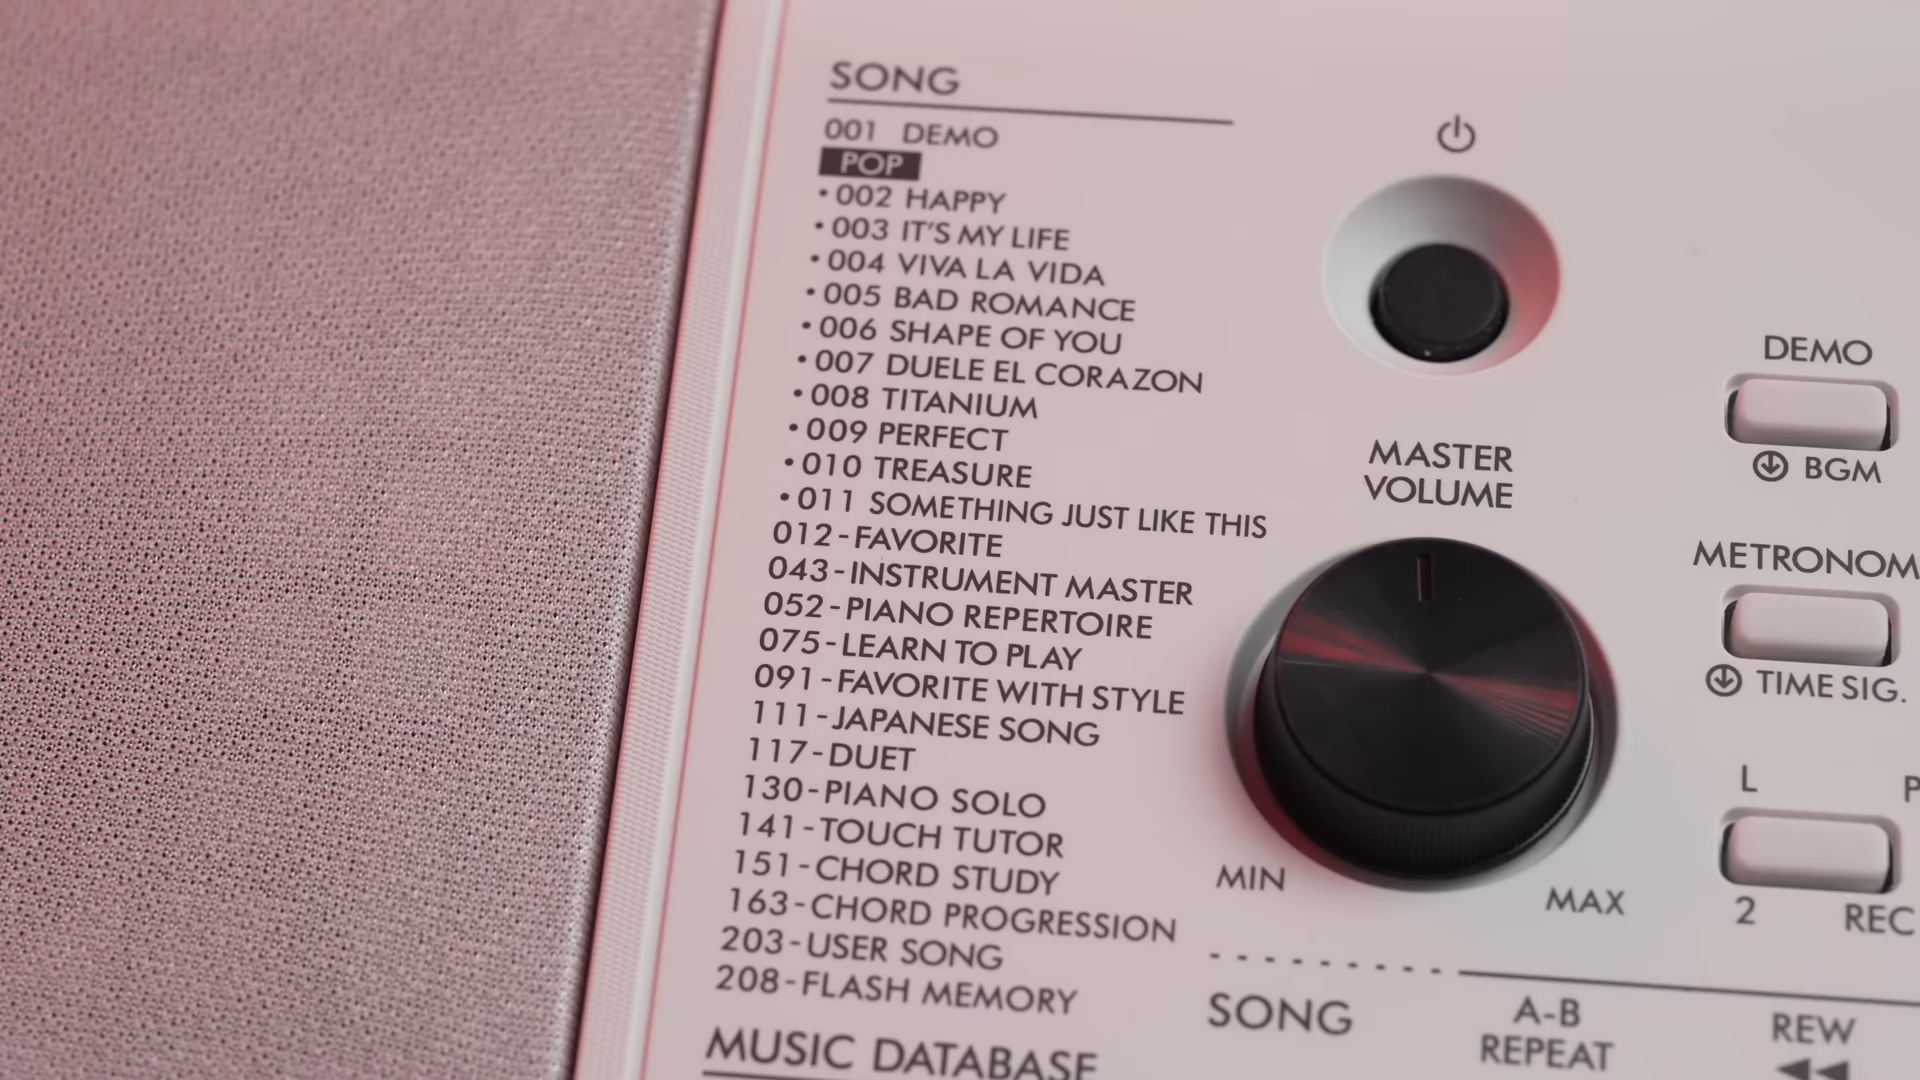 SONG
001 DEMO
POP
• 002 HAPPY
• 003 IT'S MY LIFE
• 004 VIVA LA VIDA
• 005 BAD ROMANCE
• 006 SHAPE OF YOU
• 007 DUELE EL CORAZON
• 008 TITANIUM
• 009 PERFECT
• 010 TREASURE
• 011 SOMETHING JUST LIKE THIS
012-FAVORITE
043-INSTRUMENT MASTER
052-PIANO REPERTOIRE
075-LEARN TO PLAY
091-FAVORITE WITH STYLE
111-JAPANESE SONG
117-DUET
130-PIANO SOLO
141-TOUCH TUTOR
151-CHORD STUDY
163-CHORD PROGRESSION
203-USER SONG
208-FLASH MEMORY
MUSIC DATABASE
MASTER
VOLUME
MIN
MAX
DEMO
BGM
METRONOM
TIME SIG.
L
P
2
REC
SONG
A-B
REPEAT
REW